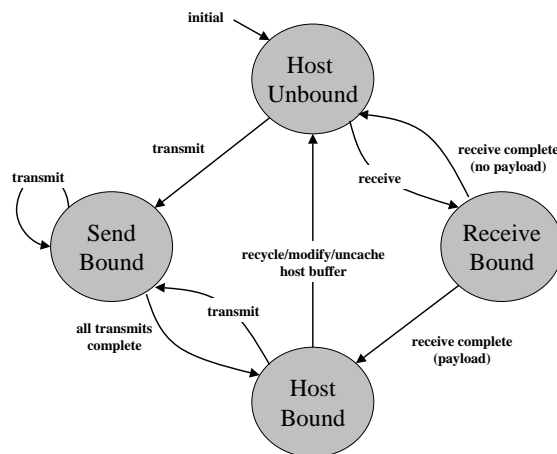 initial
Host
Unbound
transmit
receive complete
(no payload)
receive
transmit
Send
Bound
Receive
Bound
recycle/modify/uncache
host buffer
transmit
all transmits
complete
receive complete
(payload)
Host
Bound